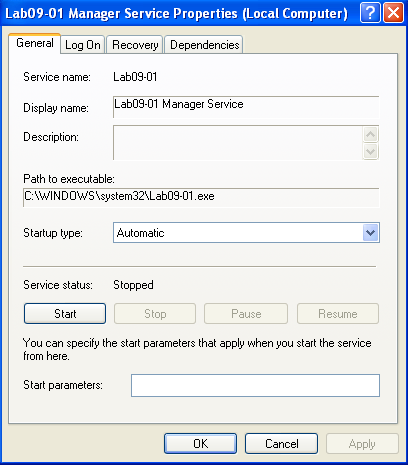 Lab09-01 Manager Service Properties (Local Computer)
General Log On Recovery Dependencies
Service name: Lab09-01
Display name: Lab09-01 Manager Service
Description:
Path to executable:
C:\WINDOWS\system32\Lab09-01.exe
Startup type: Automatic
Service status: Stopped
Start Stop Pause Resume
You can specify the start parameters that apply when you start the service
from here.
Start parameters:
OK Cancel Apply